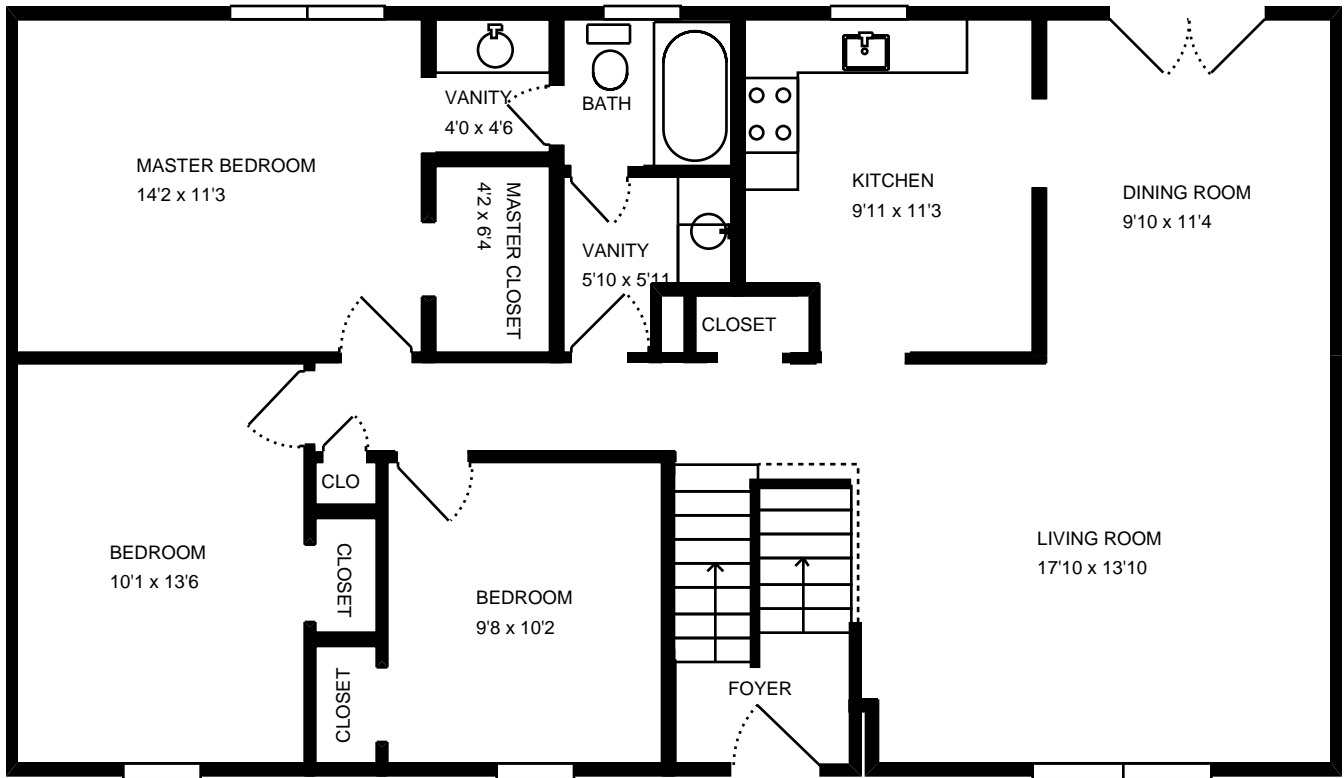 VANITY
4'0 x 4'6
BATH
MASTER BEDROOM
14'2 x 11'3
MASTER CLOSET
4'2 x 6'4
KITCHEN
9'11 x 11'3
DINING ROOM
9'10 x 11'4
VANITY
5'10 x 5'11
CLOSET
CLO
BEDROOM
10'1 x 13'6
CLOSET
BEDROOM
9'8 x 10'2
LIVING ROOM
17'10 x 13'10
CLOSET
FOYER